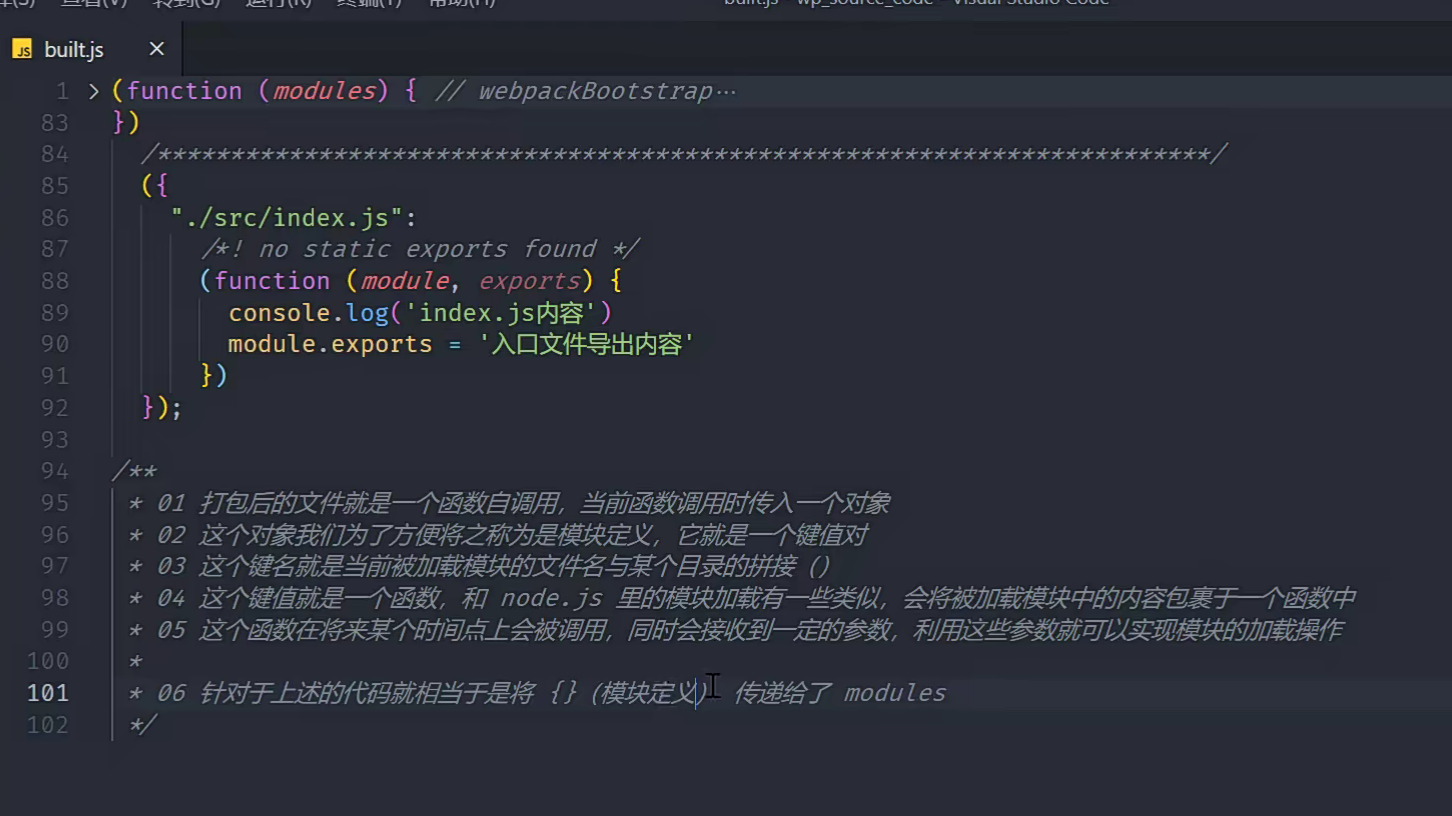 查看(V) 转到(G) 运行(R) 终端(T) 帮助(H) built.js - wp_source_code - Visual Studio Code
JS built.js ×
1 > (function (modules) { // webpackBootstrap…
83 })
84 /************************************************************************/
85 ({
86 "./src/index.js":
87 /*! no static exports found */
88 (function (module, exports) {
89 console.log('index.js内容')
90 module.exports = '入口文件导出内容'
91 })
92 });
93
94 /**
95 * 01 打包后的文件就是一个函数自调用，当前函数调用时传入一个对象
96 * 02 这个对象我们为了方便将之称为是模块定义，它就是一个键值对
97 * 03 这个键名就是当前被加载模块的文件名与某个目录的拼接（）
98 * 04 这个键值就是一个函数，和 node.js 里的模块加载有一些类似，会将被加载模块中的内容包裹于一个函数中
99 * 05 这个函数在将来某个时间点上会被调用，同时会接收到一定的参数，利用这些参数就可以实现模块的加载操作
100 *
101 * 06 针对于上述的代码就相当于是将 {}（模块定义） 传递给了 modules
102 */